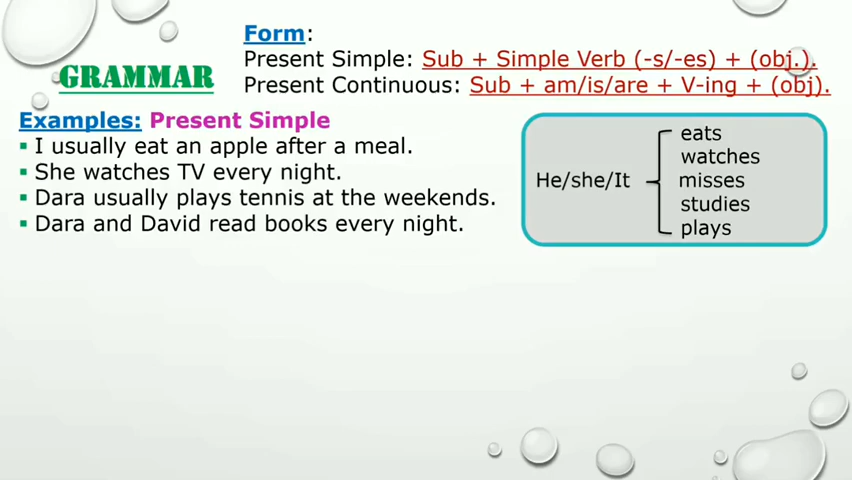 GRAMMAR
Form:
Present Simple: Sub + Simple Verb (-s/-es) + (obj.).
Present Continuous: Sub + am/is/are + V-ing + (obj).
Examples: Present Simple
▪ I usually eat an apple after a meal.
▪ She watches TV every night.
▪ Dara usually plays tennis at the weekends.
▪ Dara and David read books every night.
He/she/It
eats
watches
misses
studies
plays